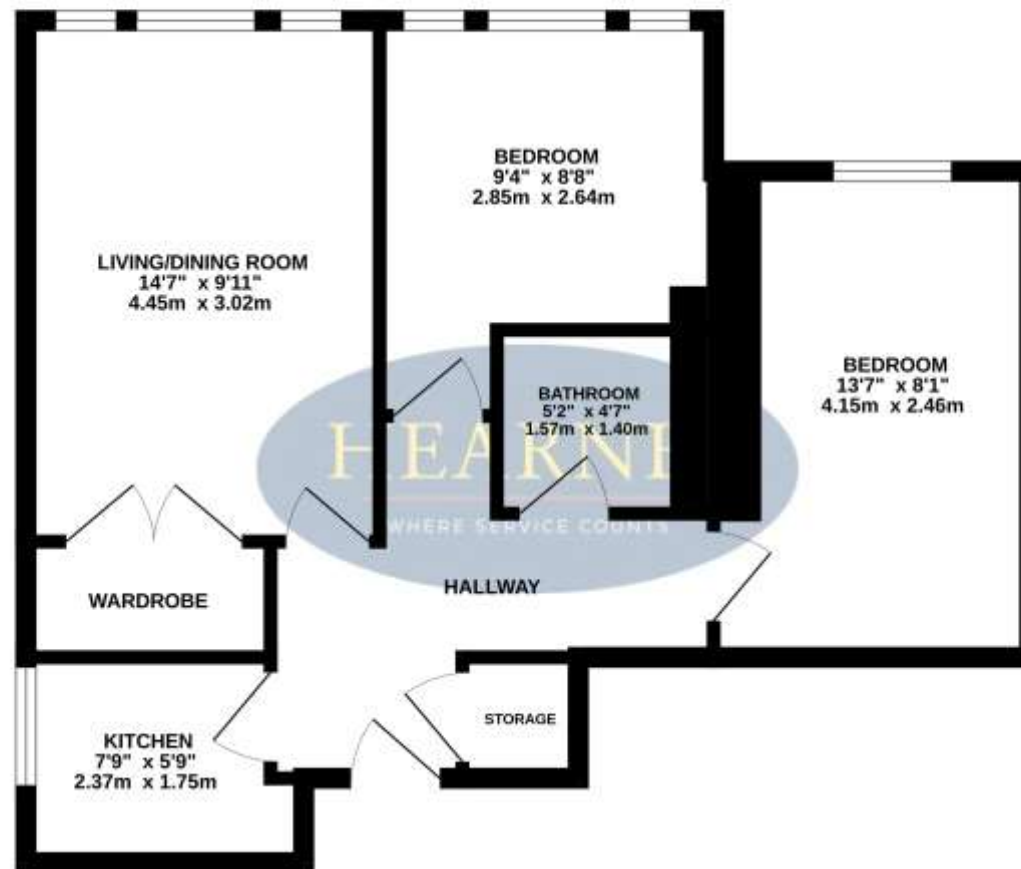 BEDROOM
9'4" x 8'8"
2.85m x 2.64m
LIVING/DINING ROOM
14'7" x 9'11"
4.45m x 3.02m
BEDROOM
13'7" x 8'1"
4.15m x 2.46m
BATHROOM
5'2" x 4'7"
1.57m x 1.40m
WHERE SERVICE COUNTS
HALLWAY
WARDROBE
STORAGE
KITCHEN
7'9" x 5'9"
2.37m x 1.75m